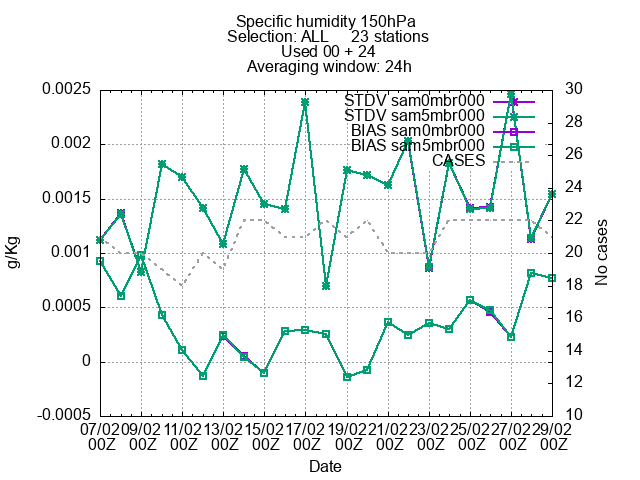 Specific humidity 150hPa
Selection: ALL     23 stations
Used 00 + 24
Averaging window: 24h
STDV sam0mbr000
STDV sam5mbr000
BIAS sam0mbr000
BIAS sam5mbr000
CASES
0.0025
0.002
0.0015
0.001
0.0005
0
-0.0005
g/Kg
30
28
26
24
22
20
18
16
14
12
10
No cases
07/02 09/02 11/02 13/02 15/02 17/02 19/02 21/02 23/02 25/02 27/02 29/02
00Z 00Z 00Z 00Z 00Z 00Z 00Z 00Z 00Z 00Z 00Z 00Z
Date